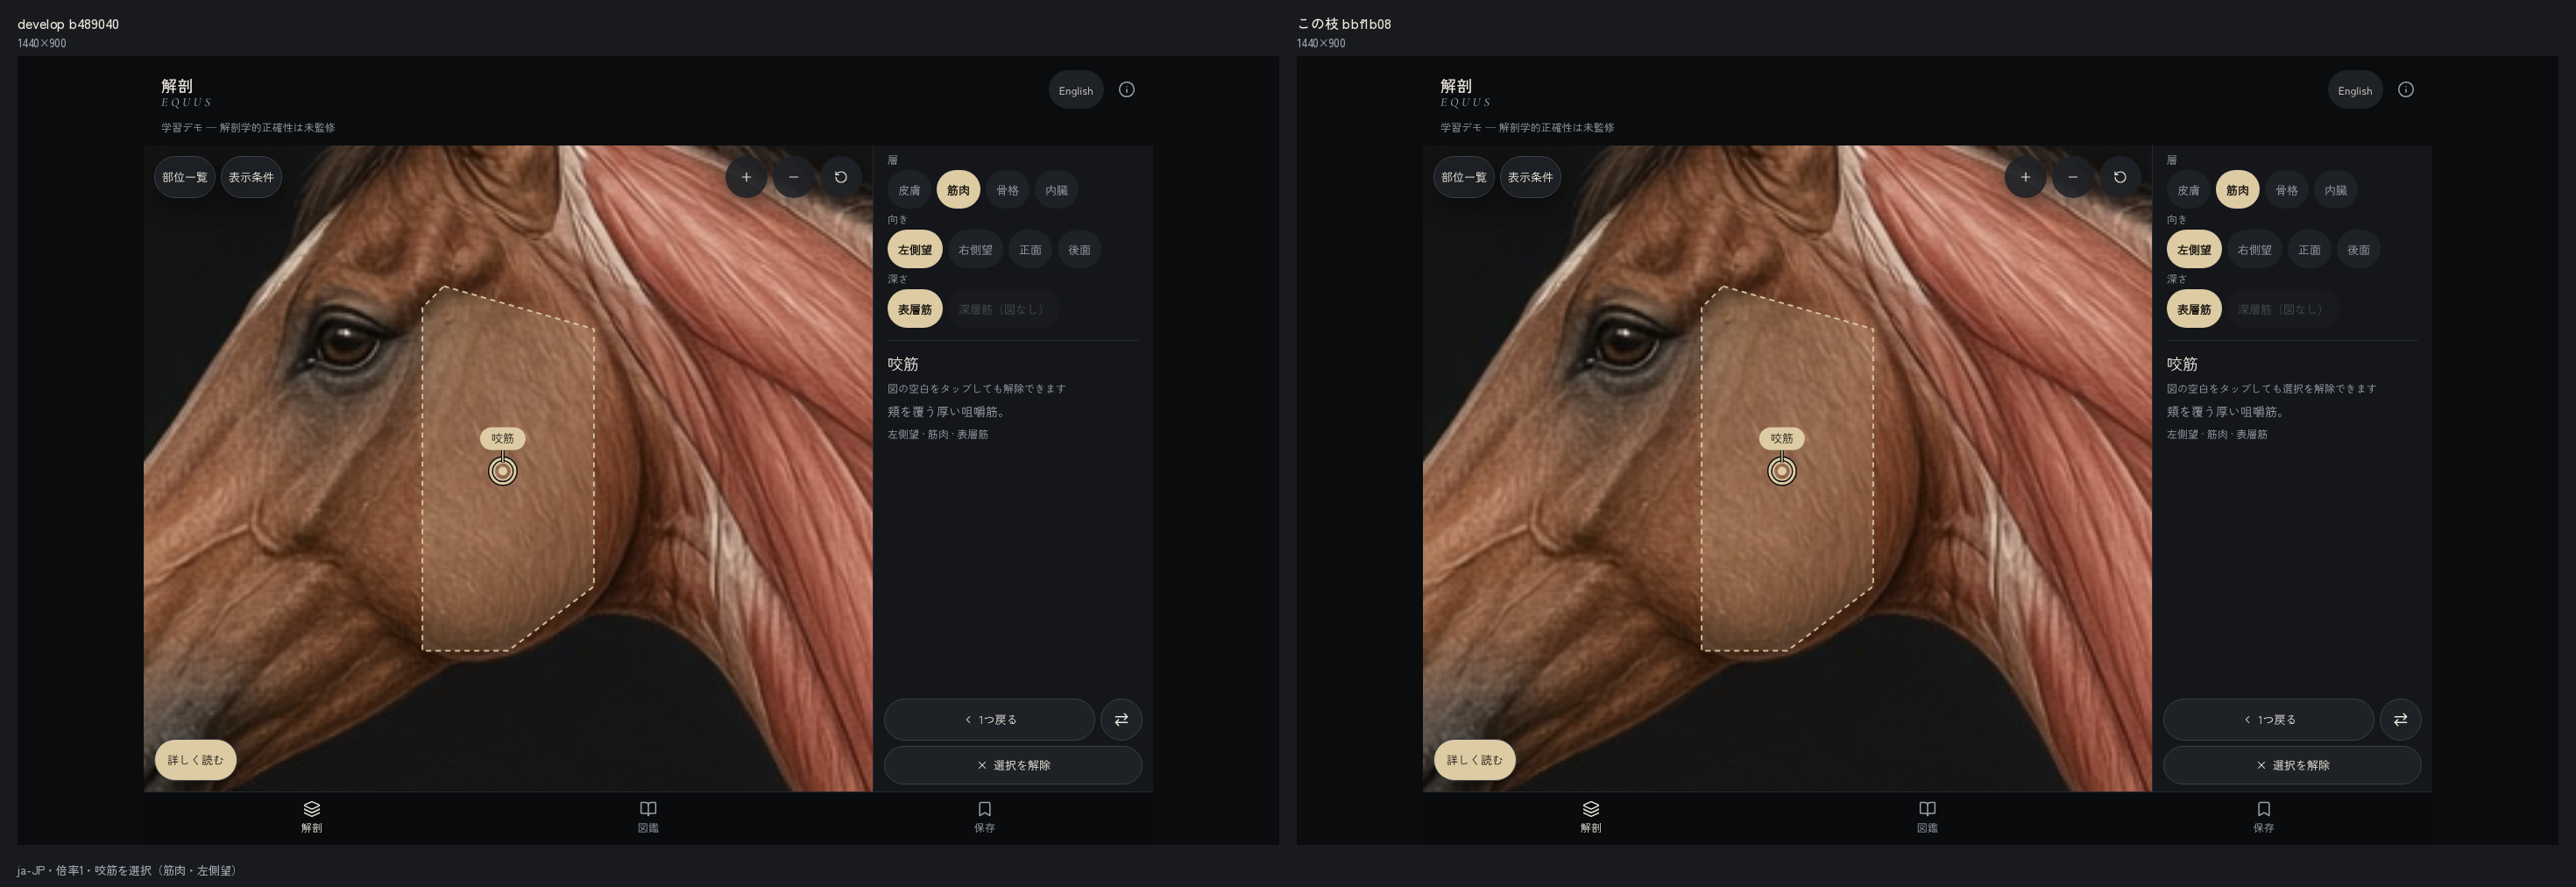 develop b489040
1440×900
解剖
EQUUS
English
学習デモ — 解剖学的正確性は未監修
部位一覧
表示条件
層
皮膚
筋肉
骨格
内臓
向き
左側望
右側望
正面
後面
深さ
表層筋
深層筋（図なし）
咬筋
図の空白をタップしても解除できます
頬を覆う厚い咀嚼筋。
左側望 · 筋肉 · 表層筋
咬筋
1つ戻る
選択を解除
詳しく読む
解剖
図鑑
保存
この枝 bbf1b08
1440×900
解剖
EQUUS
English
学習デモ — 解剖学的正確性は未監修
部位一覧
表示条件
層
皮膚
筋肉
骨格
内臓
向き
左側望
右側望
正面
後面
深さ
表層筋
深層筋（図なし）
咬筋
図の空白をタップしても選択を解除できます
頬を覆う厚い咀嚼筋。
左側望 · 筋肉 · 表層筋
咬筋
1つ戻る
選択を解除
詳しく読む
解剖
図鑑
保存
ja-JP・倍率1・咬筋を選択（筋肉・左側望）